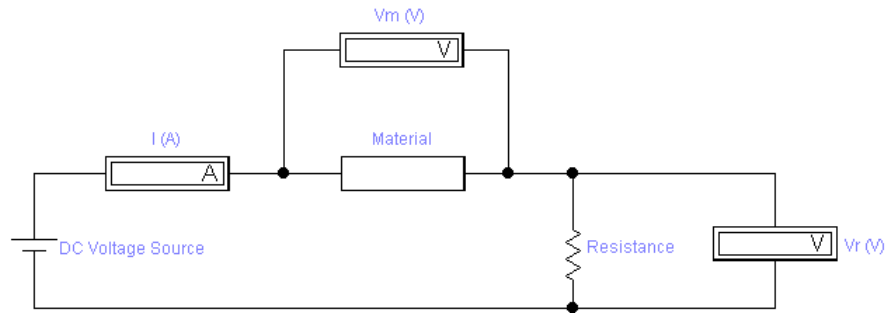 Vm (V)
V
I (A)
Material
A
DC Voltage Source
Resistance
V
Vr (V)